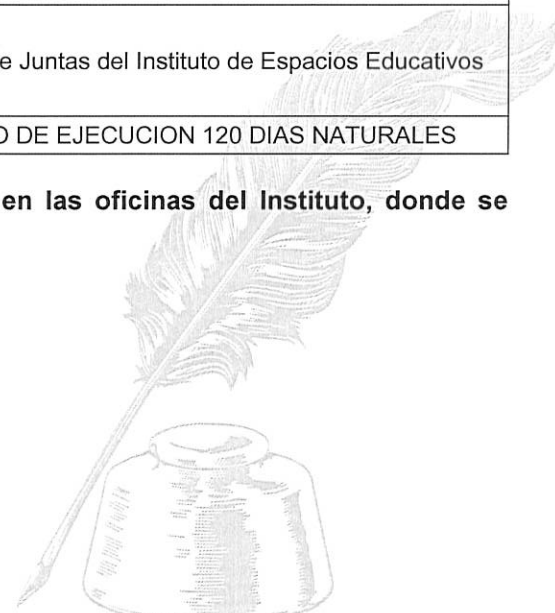 e Juntas del Instituto de Espacios Educativos
O DE EJECUCION 120 DIAS NATURALES
en las oficinas del Instituto, donde se